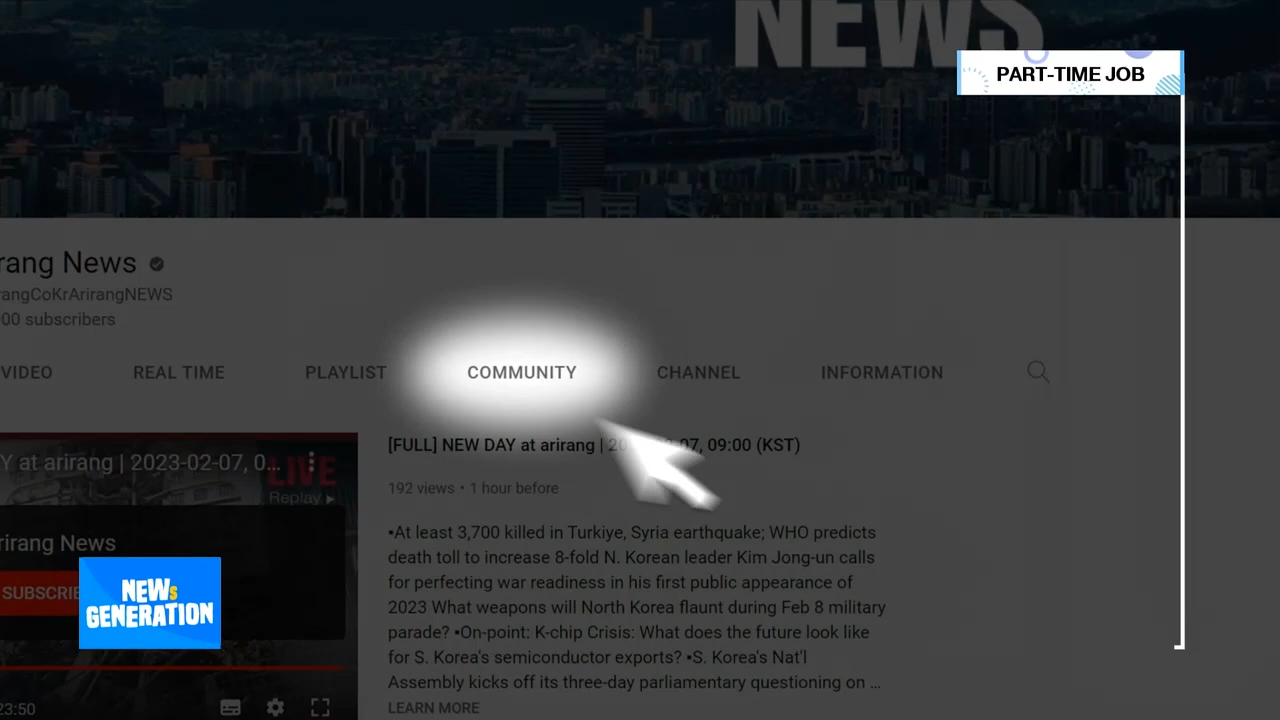 NEWS
PART-TIME JOB
rang News
rangCoKrArirangNEWS
00 subscribers
VIDEO REAL TIME PLAYLIST COMMUNITY CHANNEL INFORMATION
[FULL] NEW DAY at arirang | 20 07, 09:00 (KST)
Y at arirang | 2023-02-07, 0...
LIVE
Replay
192 views • 1 hour before
•At least 3,700 killed in Turkiye, Syria earthquake; WHO predicts
death toll to increase 8-fold N. Korean leader Kim Jong-un calls
for perfecting war readiness in his first public appearance of
2023 What weapons will North Korea flaunt during Feb 8 military
parade? •On-point: K-chip Crisis: What does the future look like
for S. Korea's semiconductor exports? •S. Korea's Nat'l
Assembly kicks off its three-day parliamentary questioning on ...
LEARN MORE
rirang News
SUBSCRIB
NEWs
GENERATION
23:50